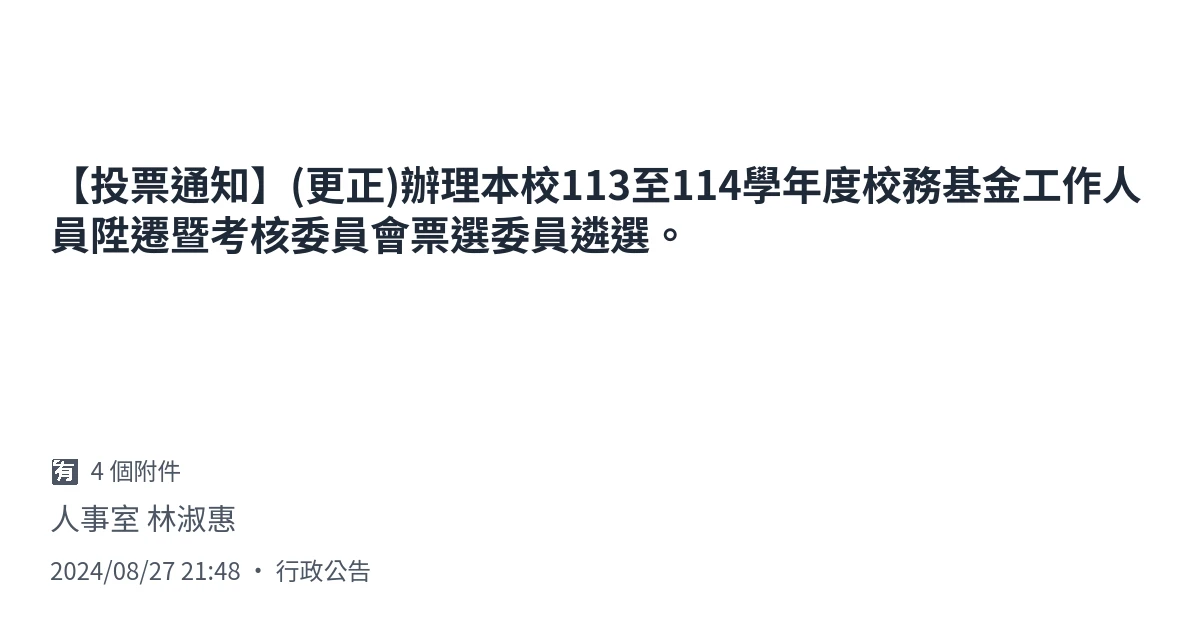 【投票通知】(更正)辦理本校113至114學年度校務基金工作人
員陞遷暨考核委員會票選委員遴選。
🈶 4 個附件
人事室 林淑惠
2024/08/27 21:48 • 行政公告